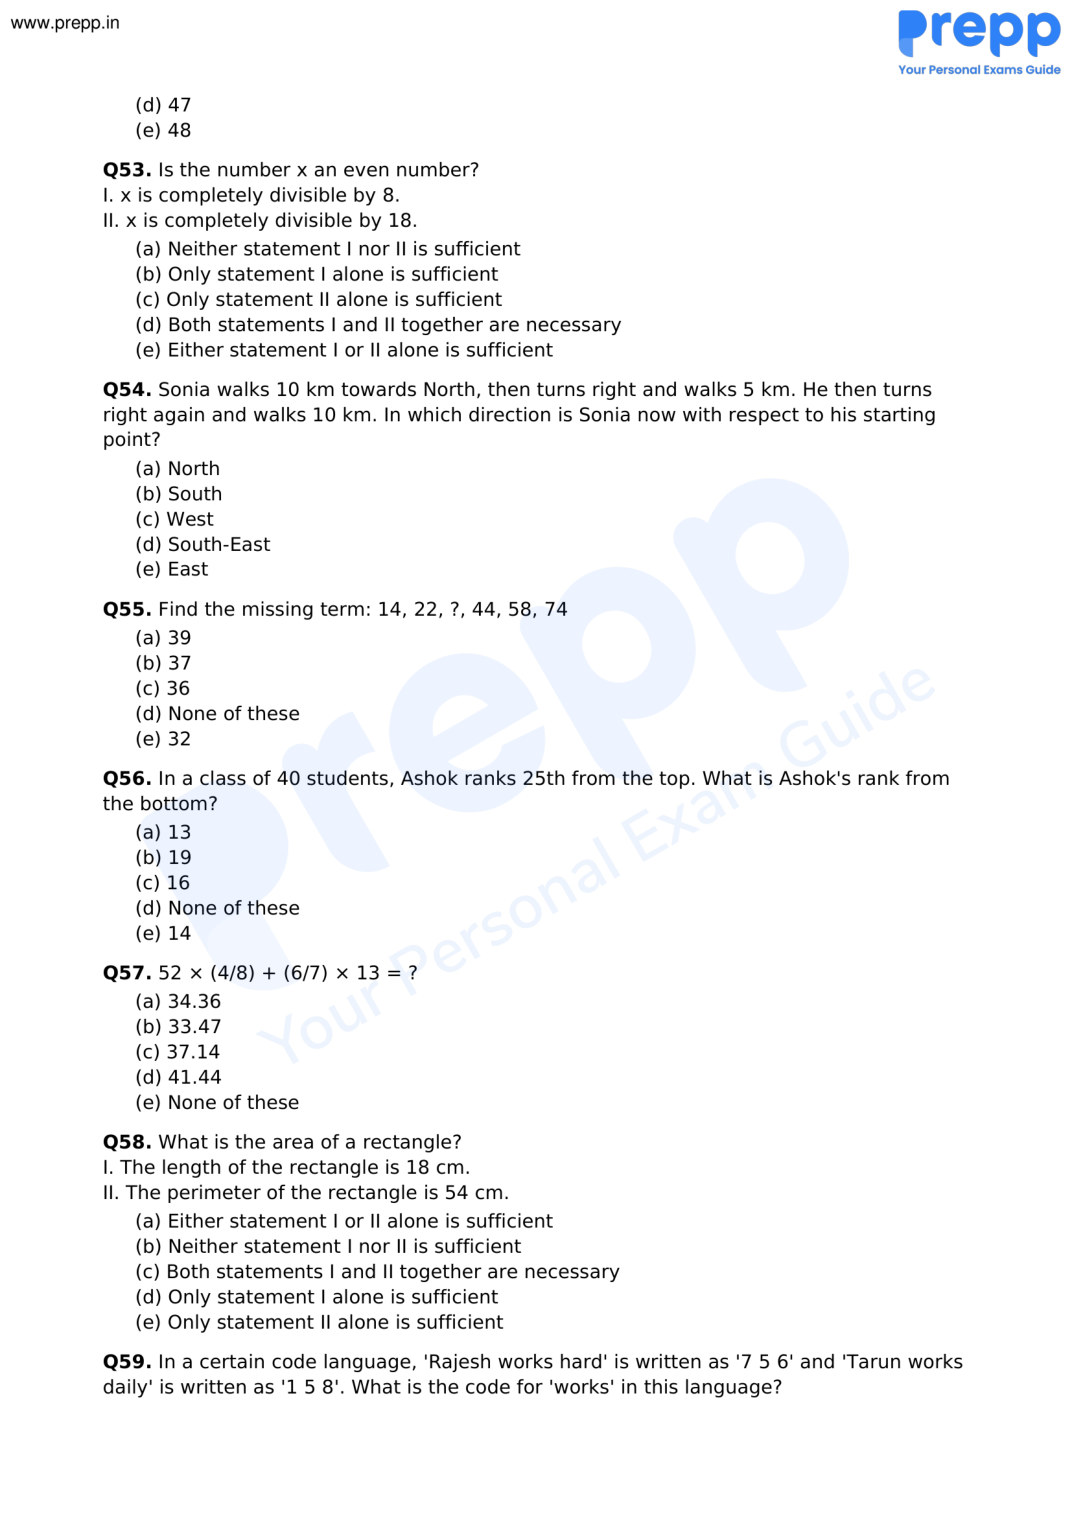 www.prepp.in
Prepp
Your Personal Exams Guide
(d) 47
(e) 48
Q53. Is the number x an even number?
I. x is completely divisible by 8.
II. x is completely divisible by 18.
(a) Neither statement I nor II is sufficient
(b) Only statement I alone is sufficient
(c) Only statement II alone is sufficient
(d) Both statements I and II together are necessary
(e) Either statement I or II alone is sufficient
Q54. Sonia walks 10 km towards North, then turns right and walks 5 km. He then turns
right again and walks 10 km. In which direction is Sonia now with respect to his starting
point?
(a) North
(b) South
(c) West
(d) South-East
(e) East
Q55. Find the missing term: 14, 22, ?, 44, 58, 74
(a) 39
(b) 37
(c) 36
(d) None of these
(e) 32
Q56. In a class of 40 students, Ashok ranks 25th from the top. What is Ashok's rank from
the bottom?
(a) 13
(b) 19
(c) 16
(d) None of these
(e) 14
Q57. 52 × (4/8) + (6/7) × 13 = ?
(a) 34.36
(b) 33.47
(c) 37.14
(d) 41.44
(e) None of these
Q58. What is the area of a rectangle?
I. The length of the rectangle is 18 cm.
II. The perimeter of the rectangle is 54 cm.
(a) Either statement I or II alone is sufficient
(b) Neither statement I nor II is sufficient
(c) Both statements I and II together are necessary
(d) Only statement I alone is sufficient
(e) Only statement II alone is sufficient
Q59. In a certain code language, 'Rajesh works hard' is written as '7 5 6' and 'Tarun works
daily' is written as '1 5 8'. What is the code for 'works' in this language?
Prepp
Your Personal Exam Guide